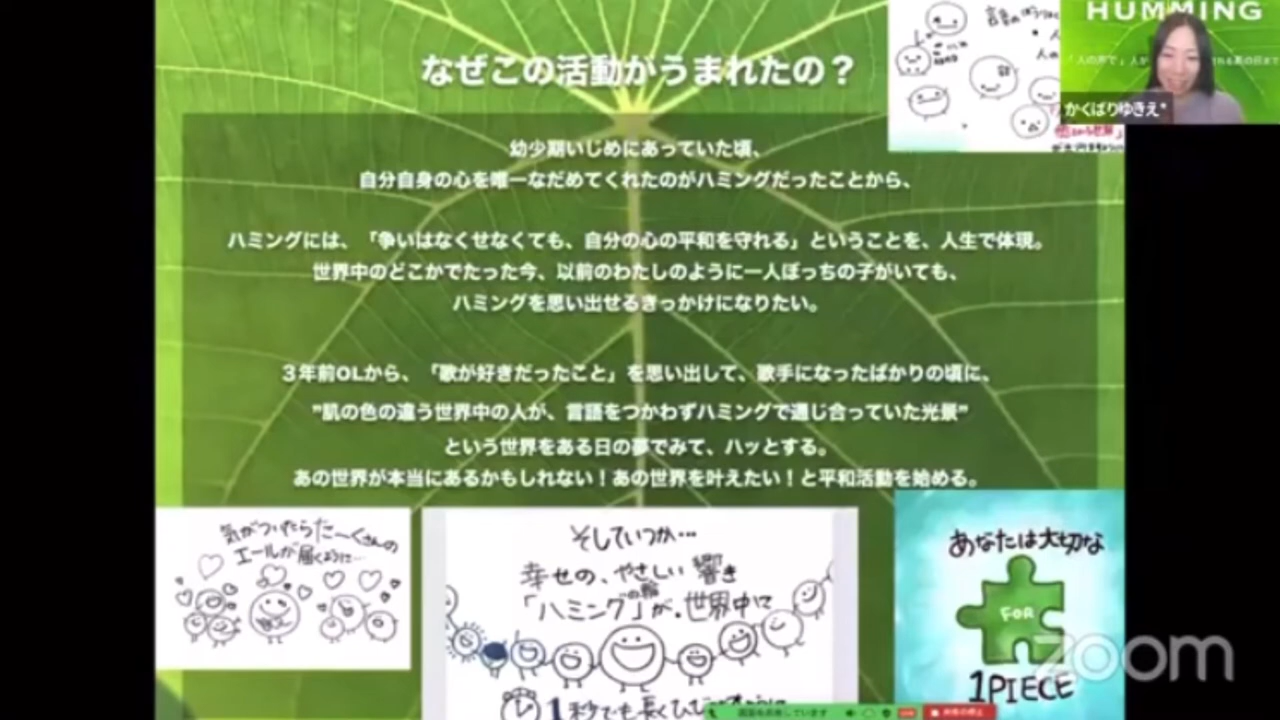 なぜこの活動がうまれたの？
幼少期いじめにあっていた頃、
自分自身の心を唯一なだめてくれたのがハミングだったことから、
ハミングには、「争いはなくせなくても、自分の心の平和を守れる」ということを、人生で体現。
世界中のどこかでたった今、以前のわたしのように一人ぼっちの子がいても、
ハミングを思い出せるきっかけになりたい。
３年前OLから、「歌が好きだったこと」を思い出して、歌手になったばかりの頃に、
"肌の色の違う世界中の人が、言語をつかわずハミングで通じ合っていた光景"
という世界をある日の夢でみて、ハッとする。
あの世界が本当にあるかもしれない！あの世界を叶えたい！と平和活動を始める。
HUMMING
かくばりゆきえ*
気がついたらた〜くさんの
エールが届くように…
そしていつか…
幸せの、やさしい響き
「ハミング」の輪が、世界中に
1秒でも長く
あなたは大切な
FOR
1PIECE
zoom